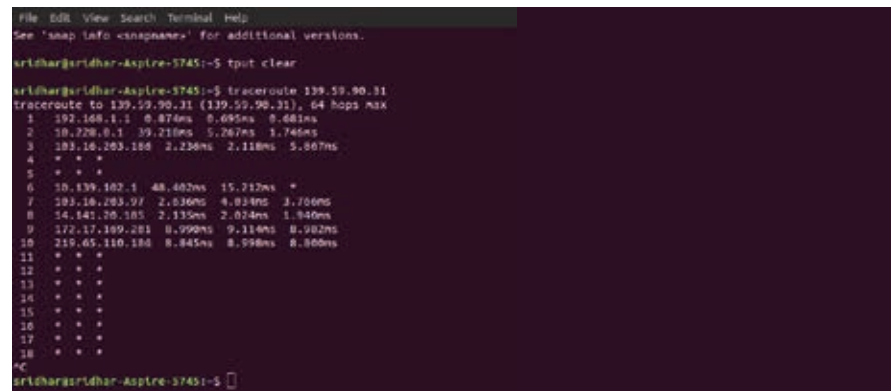 File Edit View Search Terminal Help
See 'snap info <snapname>' for additional versions.
sridhar@sridhar-Aspire-5745:~$ tput clear
sridhar@sridhar-Aspire-5745:~$ traceroute 139.59.90.31
traceroute to 139.59.90.31 (139.59.90.31), 64 hops max
1 192.168.1.1 0.874ms 0.695ms 0.681ms
2 10.228.0.1 39.210ms 5.267ms 1.746ms
3 103.16.203.186 2.236ms 2.118ms 5.807ms
4 * * *
5 * * *
6 10.139.102.1 48.402ms 15.212ms *
7 103.16.203.97 2.636ms 4.034ms 3.766ms
8 14.141.20.185 2.135ms 2.024ms 1.940ms
9 172.17.169.201 8.990ms 9.114ms 8.982ms
10 219.65.110.186 8.845ms 8.998ms 8.800ms
11 * * *
12 * * *
13 * * *
14 * * *
15 * * *
16 * * *
17 * * *
18 * * *
^C
sridhar@sridhar-Aspire-5745:~$